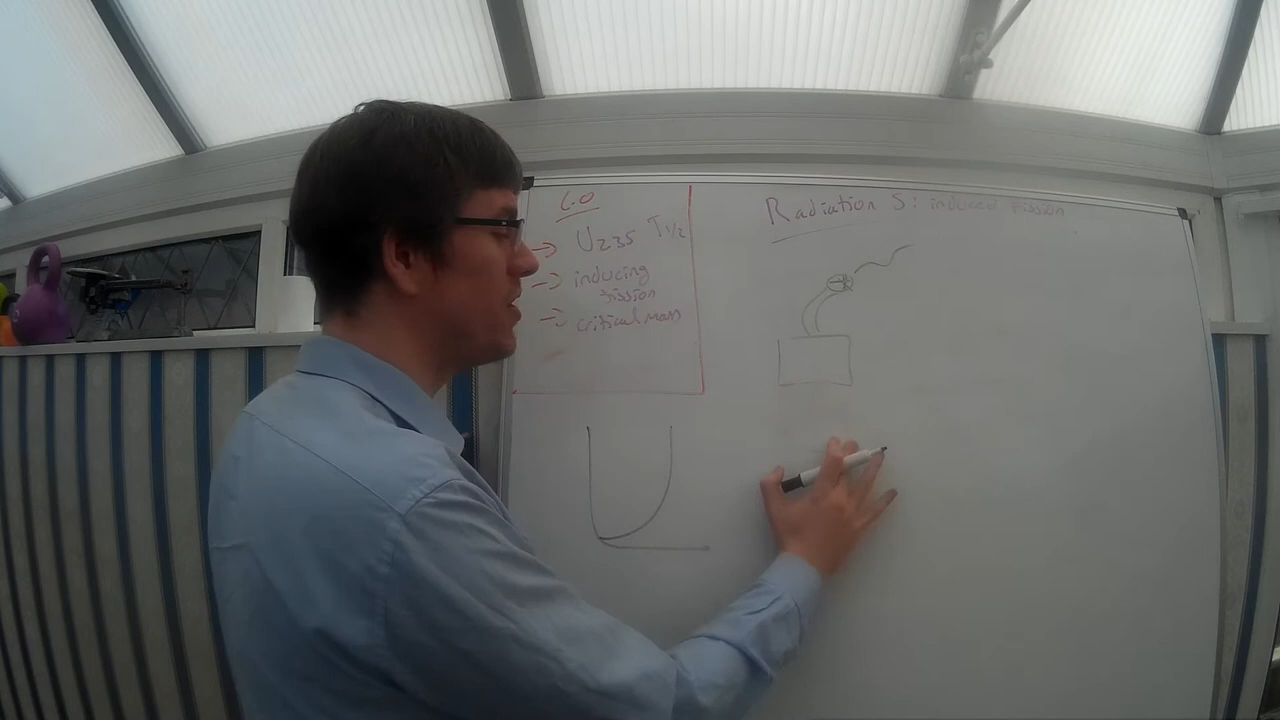 L.O
→ U235 T1/2
→ inducing
fission
→ critical mass
Radiation 5: induced fission